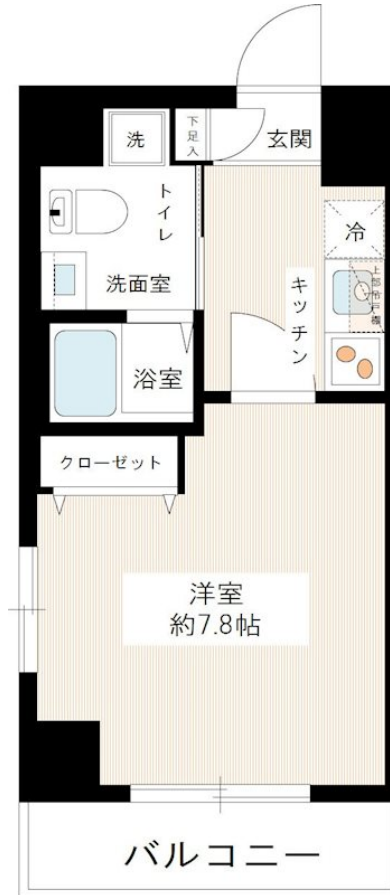 洗
下足入
玄関
トイレ
冷
洗面室
キッチン
上部吊戸棚
浴室
クローゼット
洋室
約7.8帖
バルコニー